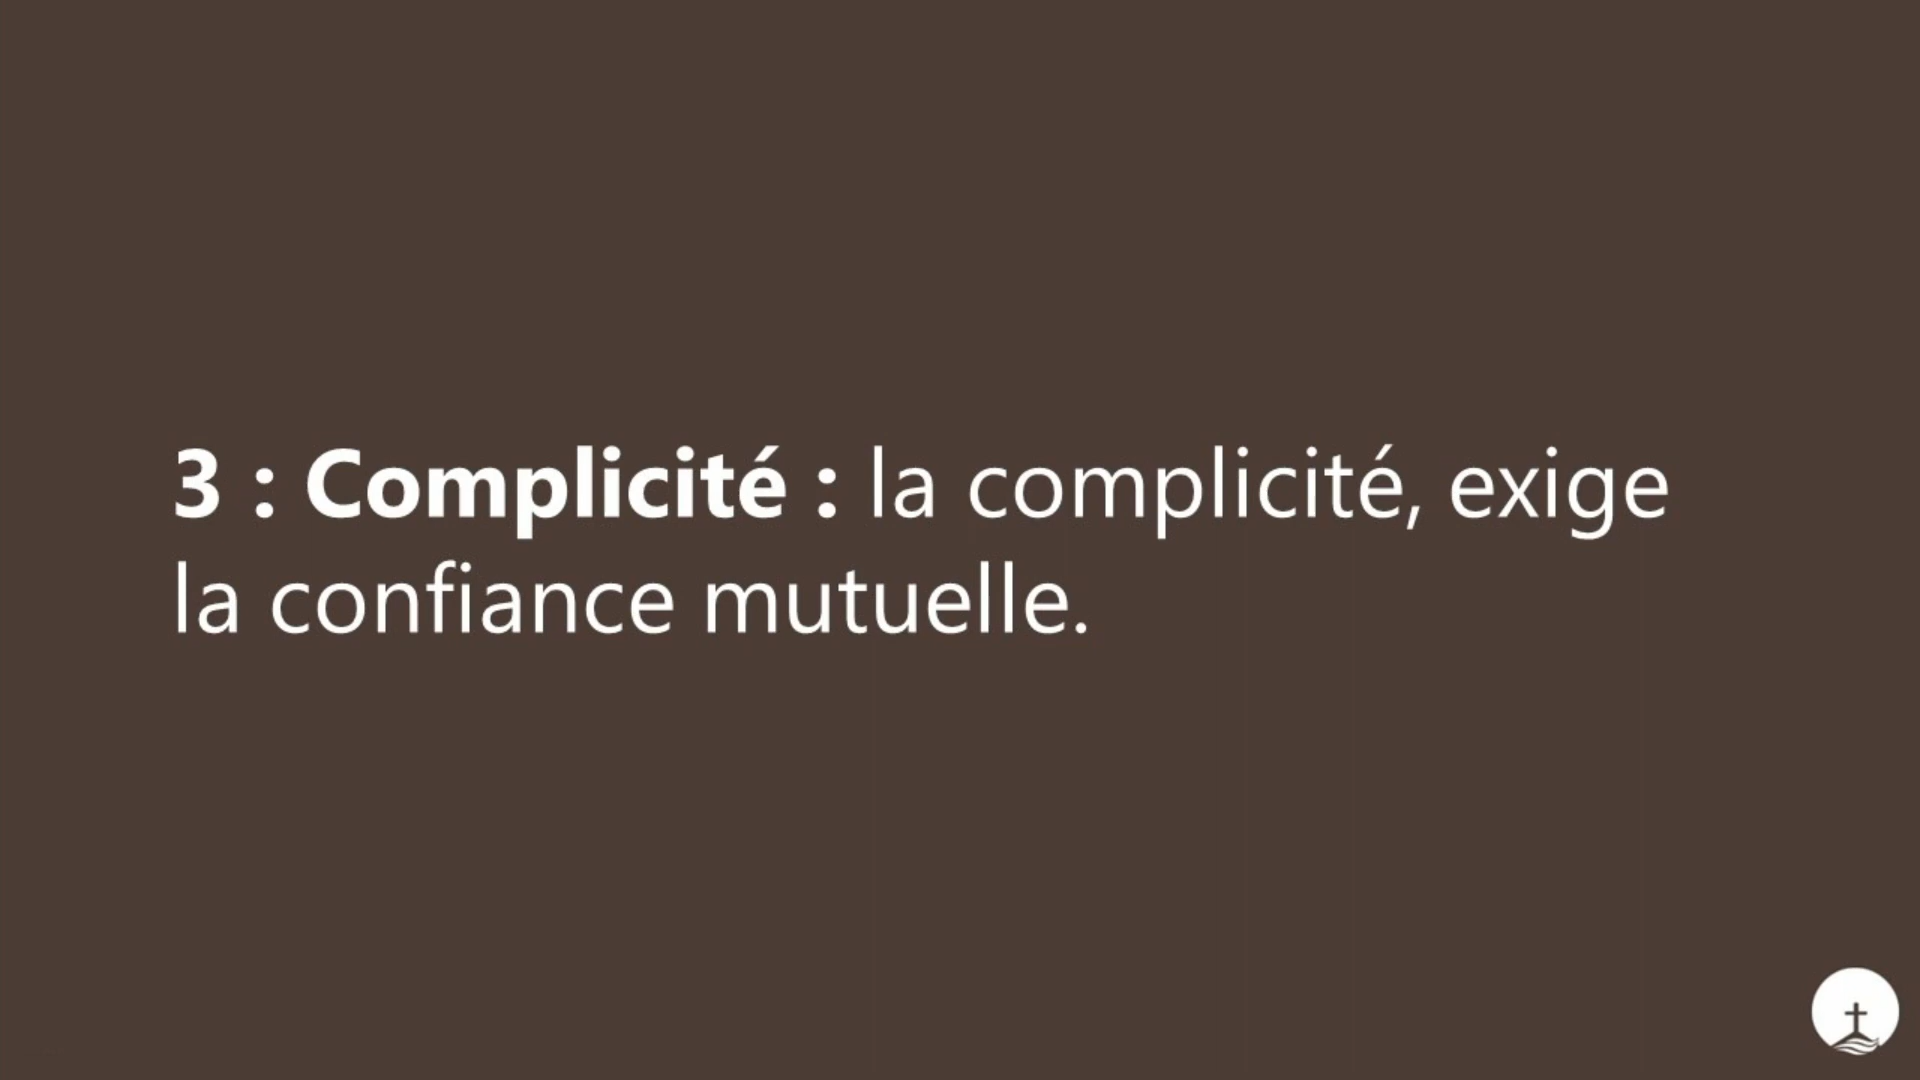 3 : Complicité : la complicité, exige
la confiance mutuelle.